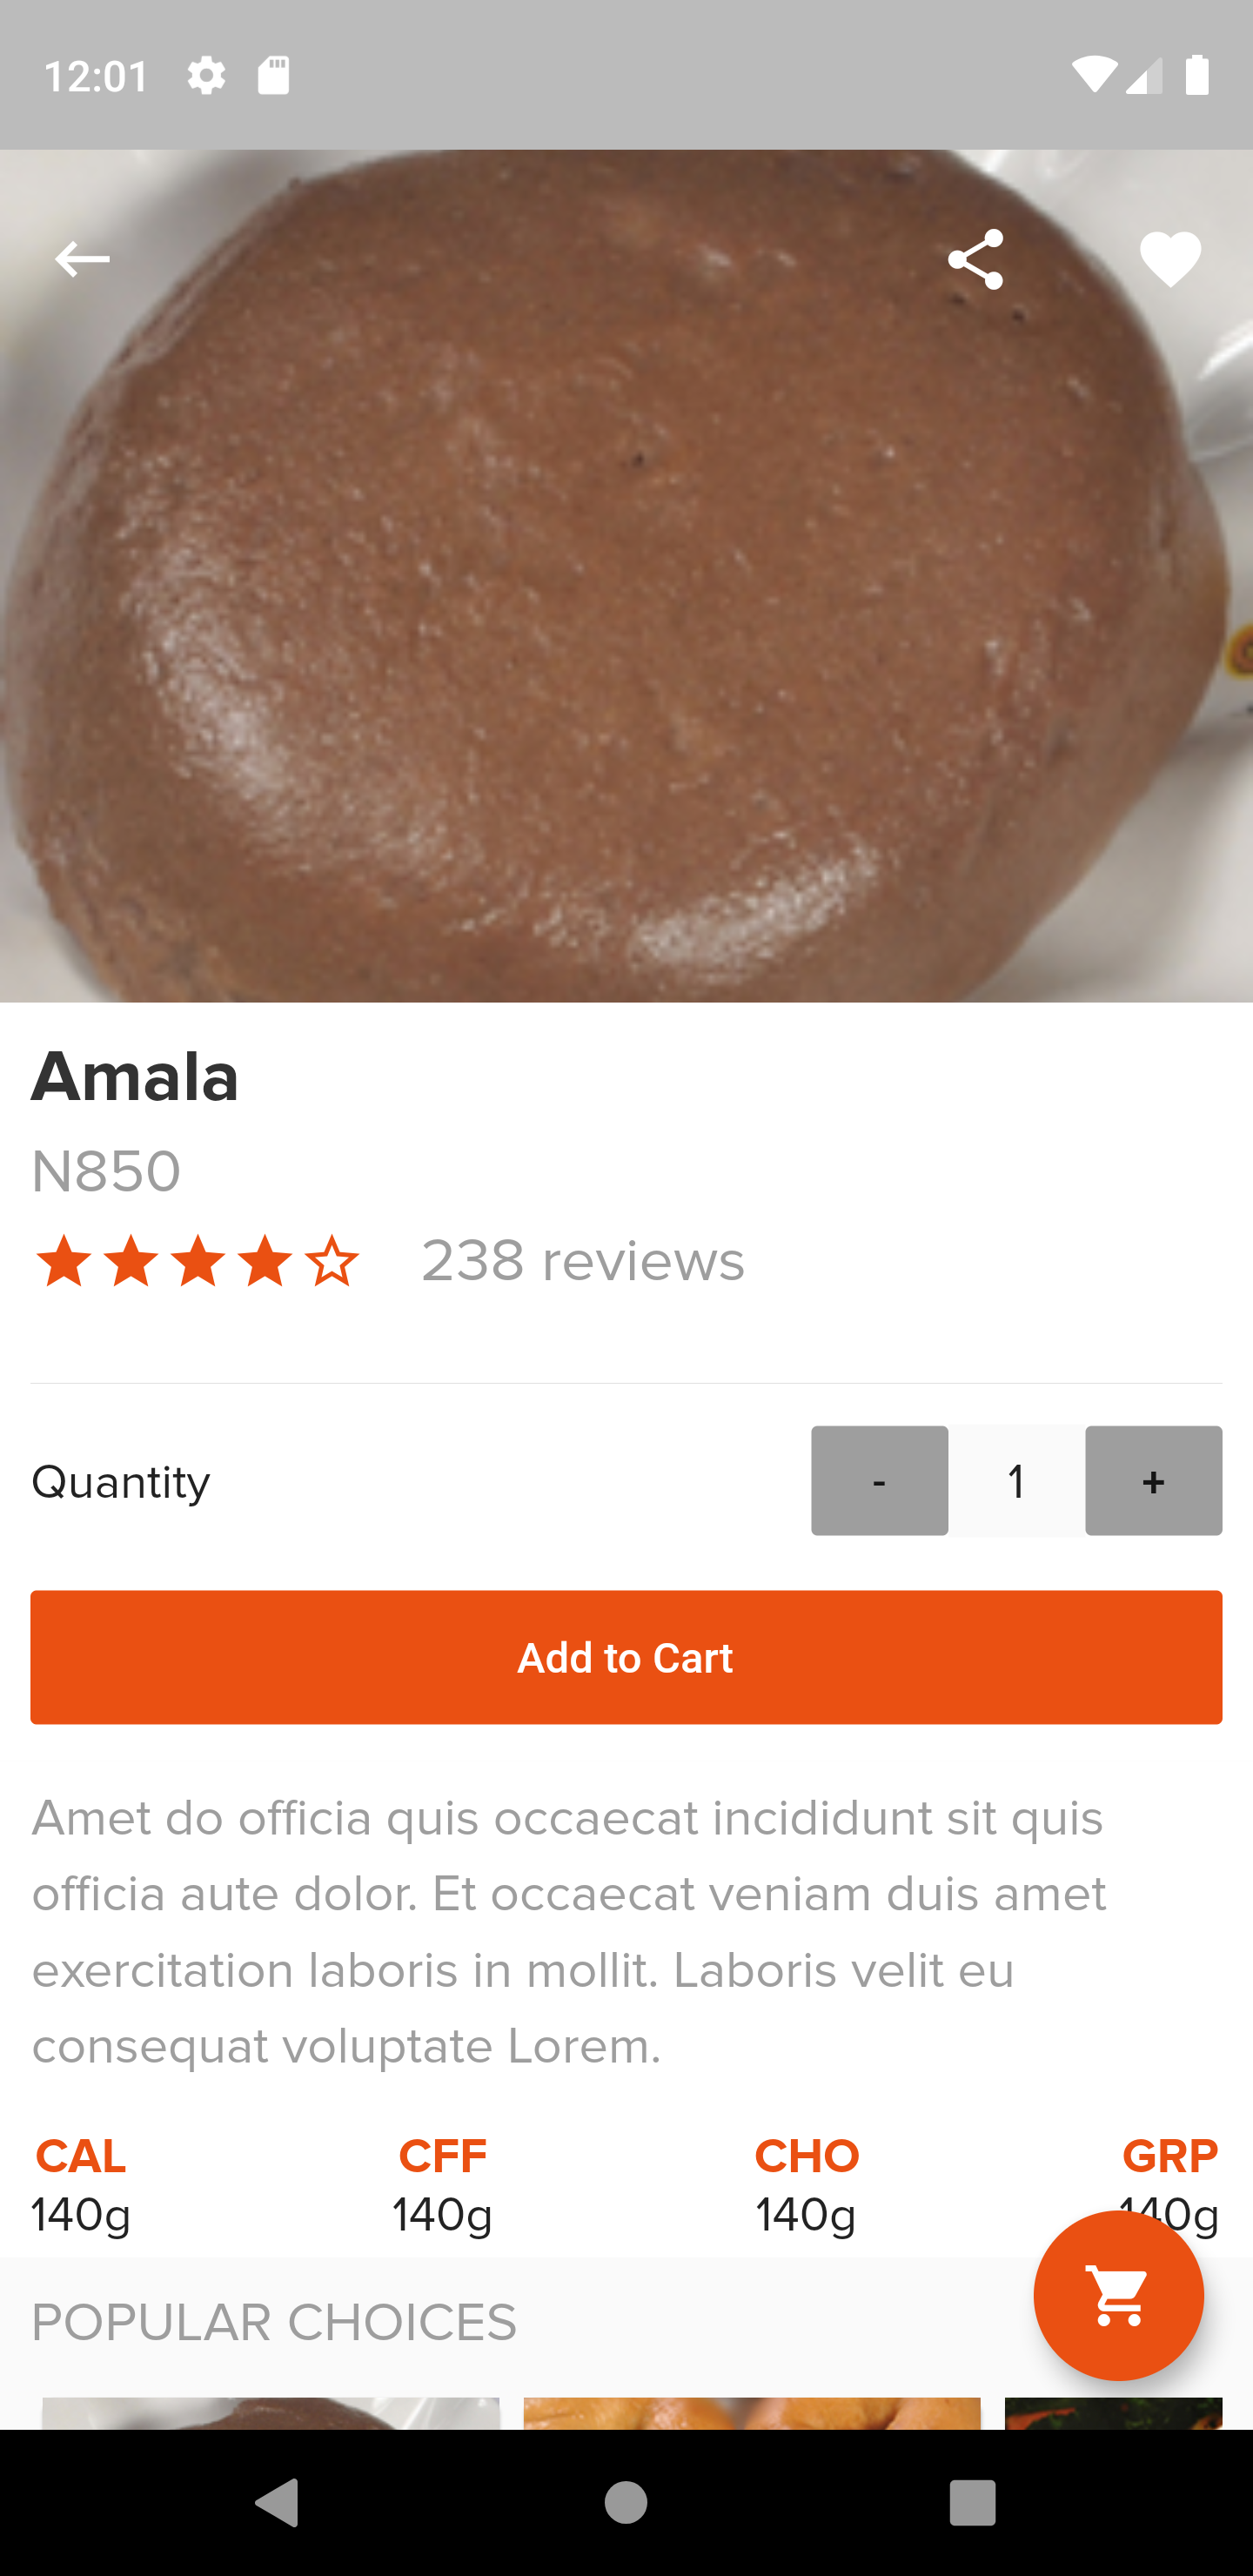 12:01
Amala
N850
238 reviews
Quantity
- 1 +
Add to Cart
Amet do officia quis occaecat incididunt sit quis
officia aute dolor. Et occaecat veniam duis amet
exercitation laboris in mollit. Laboris velit eu
consequat voluptate Lorem.
CAL CFF CHO GRP
140g 140g 140g 140g
POPULAR CHOICES